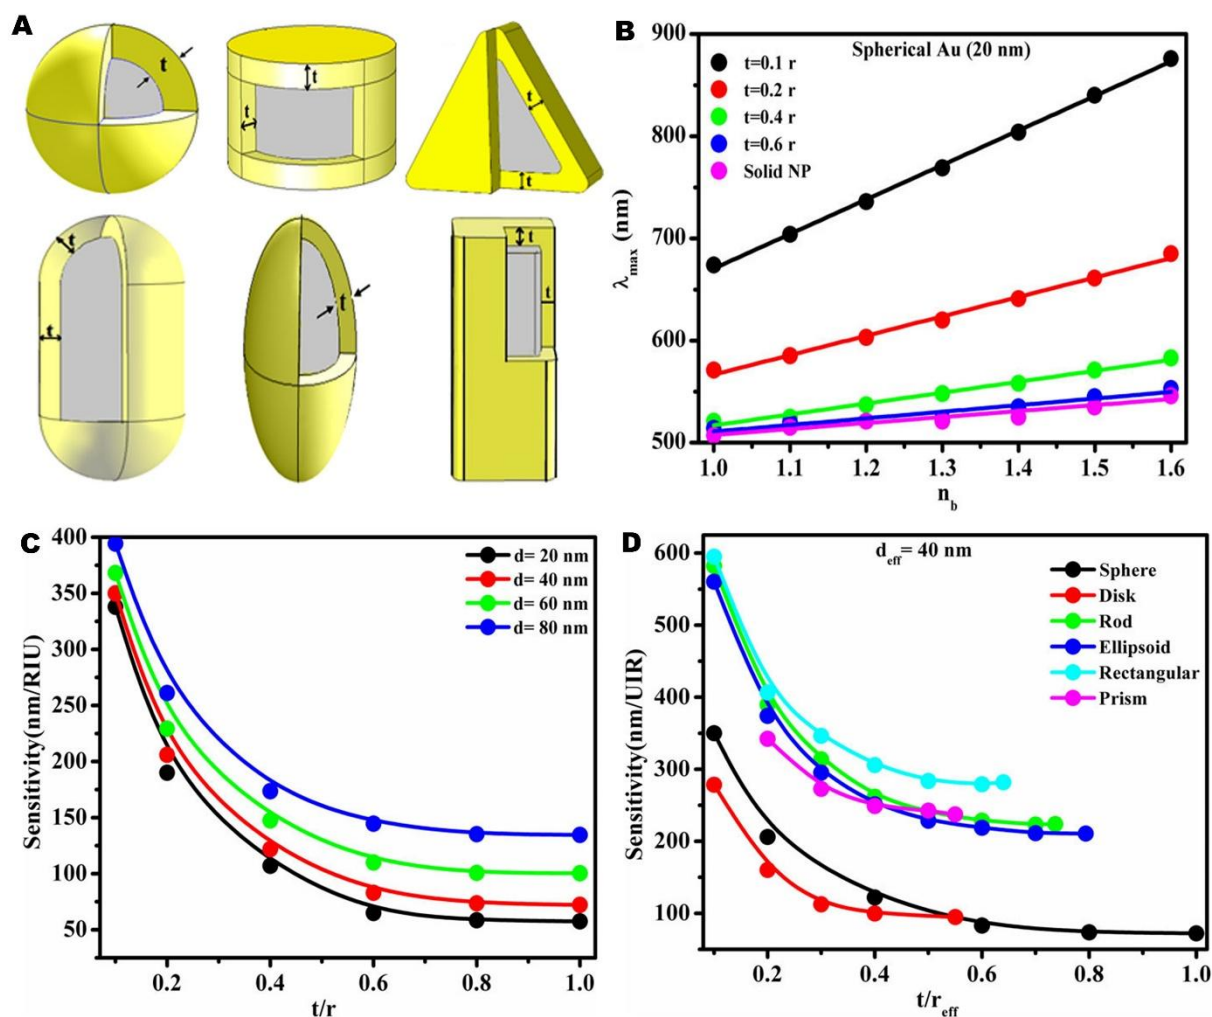 A
t
t
t
t
t
t
t
t
t
t
B
Spherical Au (20 nm)
t=0.1 r
t=0.2 r
t=0.4 r
t=0.6 r
Solid NP
900
800
700
600
500
λmax (nm)
1.0 1.1 1.2 1.3 1.4 1.5 1.6
nb
C
d= 20 nm
d= 40 nm
d= 60 nm
d= 80 nm
400
350
300
250
200
150
100
50
Sensitivity(nm/RIU)
0.2 0.4 0.6 0.8 1.0
t/r
D
deff= 40 nm
Sphere
Disk
Rod
Ellipsoid
Rectangular
Prism
600
500
400
300
200
100
Sensitivity(nm/UIR)
0.2 0.4 0.6 0.8 1.0
t/reff